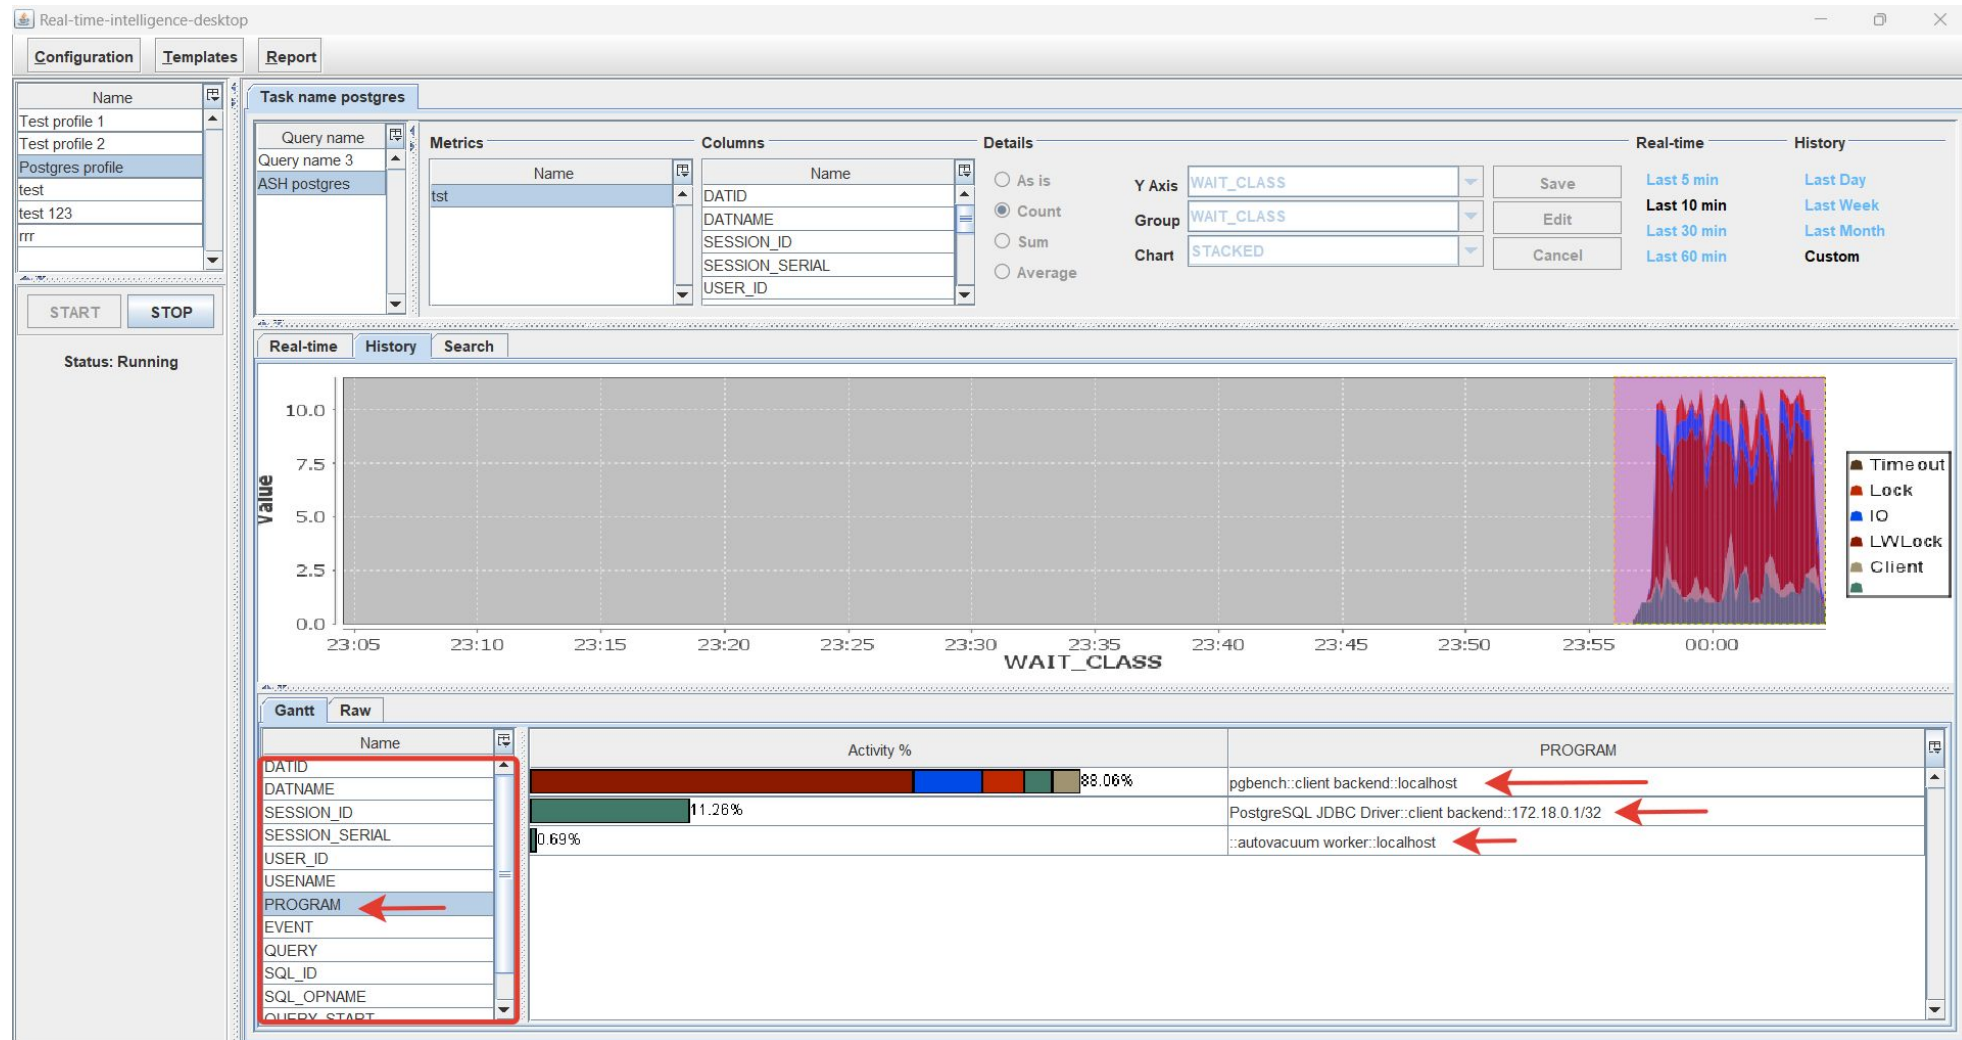 Real-time-intelligence-desktop
Configuration Templates Report
Name
Test profile 1
Test profile 2
Postgres profile
test
test 123
rrr
START STOP
Status: Running
Task name postgres
Query name
Query name 3
ASH postgres
Metrics
Name
tst
Columns
Name
DATID
DATNAME
SESSION_ID
SESSION_SERIAL
USER_ID
Details
As is
Count
Sum
Average
Y Axis WAIT_CLASS
Group WAIT_CLASS
Chart STACKED
Save
Edit
Cancel
Real-time
Last 5 min
Last 10 min
Last 30 min
Last 60 min
History
Last Day
Last Week
Last Month
Custom
Real-time History Search
Value
10.0
7.5
5.0
2.5
0.0
23:05 23:10 23:15 23:20 23:25 23:30 23:35 23:40 23:45 23:50 23:55 00:00
WAIT_CLASS
Timeout
Lock
IO
LWLock
Client
Gantt Raw
Name
DATID
DATNAME
SESSION_ID
SESSION_SERIAL
USER_ID
USENAME
PROGRAM
EVENT
QUERY
SQL_ID
SQL_OPNAME
QUERY_START
Activity % PROGRAM
88.06% pgbench::client backend::localhost
11.26% PostgreSQL JDBC Driver::client backend::172.18.0.1/32
0.69% ::autovacuum worker::localhost